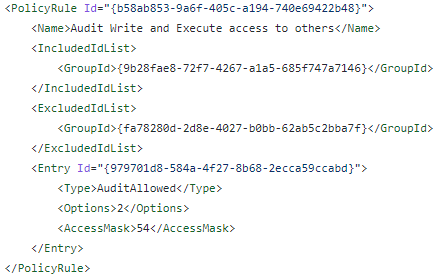 <PolicyRule Id="{b58ab853-9a6f-405c-a194-740e69422b48}">
<Name>Audit Write and Execute access to others</Name>
<IncludedIdList>
<GroupId>{9b28fae8-72f7-4267-a1a5-685f747a7146}</GroupId>
</IncludedIdList>
<ExcludedIdList>
<GroupId>{fa78280d-2d8e-4027-b0bb-62ab5c2bba7f}</GroupId>
</ExcludedIdList>
<Entry Id="{979701d8-584a-4f27-8b68-2ecca59ccabd}">
<Type>AuditAllowed</Type>
<Options>2</Options>
<AccessMask>54</AccessMask>
</Entry>
</PolicyRule>